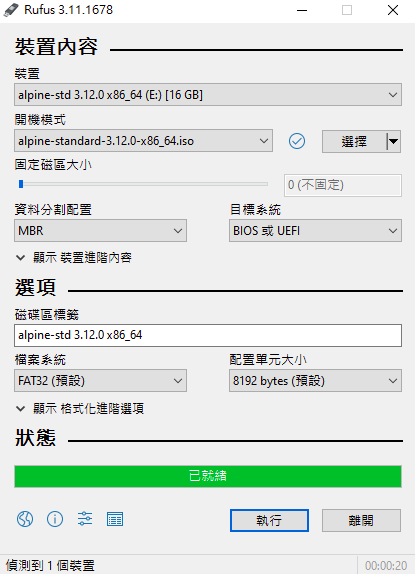 Rufus 3.11.1678
裝置內容
裝置
alpine-std 3.12.0 x86_64 (E:) [16 GB]
開機模式
alpine-standard-3.12.0-x86_64.iso
選擇
固定磁區大小
0 (不固定)
資料分割配置
目標系統
MBR
BIOS 或 UEFI
顯示 裝置進階內容
選項
磁碟區標籤
alpine-std 3.12.0 x86_64
檔案系統
配置單元大小
FAT32 (預設)
8192 bytes (預設)
顯示 格式化進階選項
狀態
已就緒
執行
離開
偵測到 1 個裝置
00:00:20